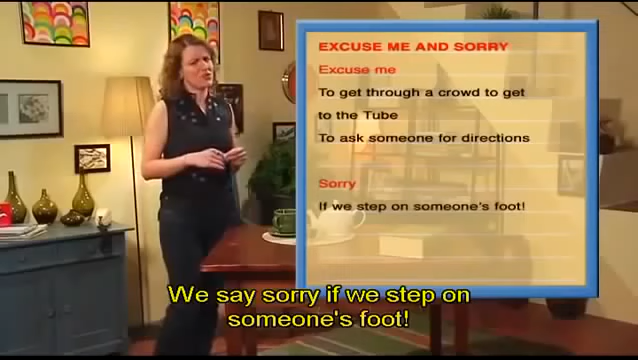 EXCUSE ME AND SORRY
Excuse me
To get through a crowd to get
to the Tube
To ask someone for directions
Sorry
If we step on someone's foot!
We say sorry if we step on
someone's foot!